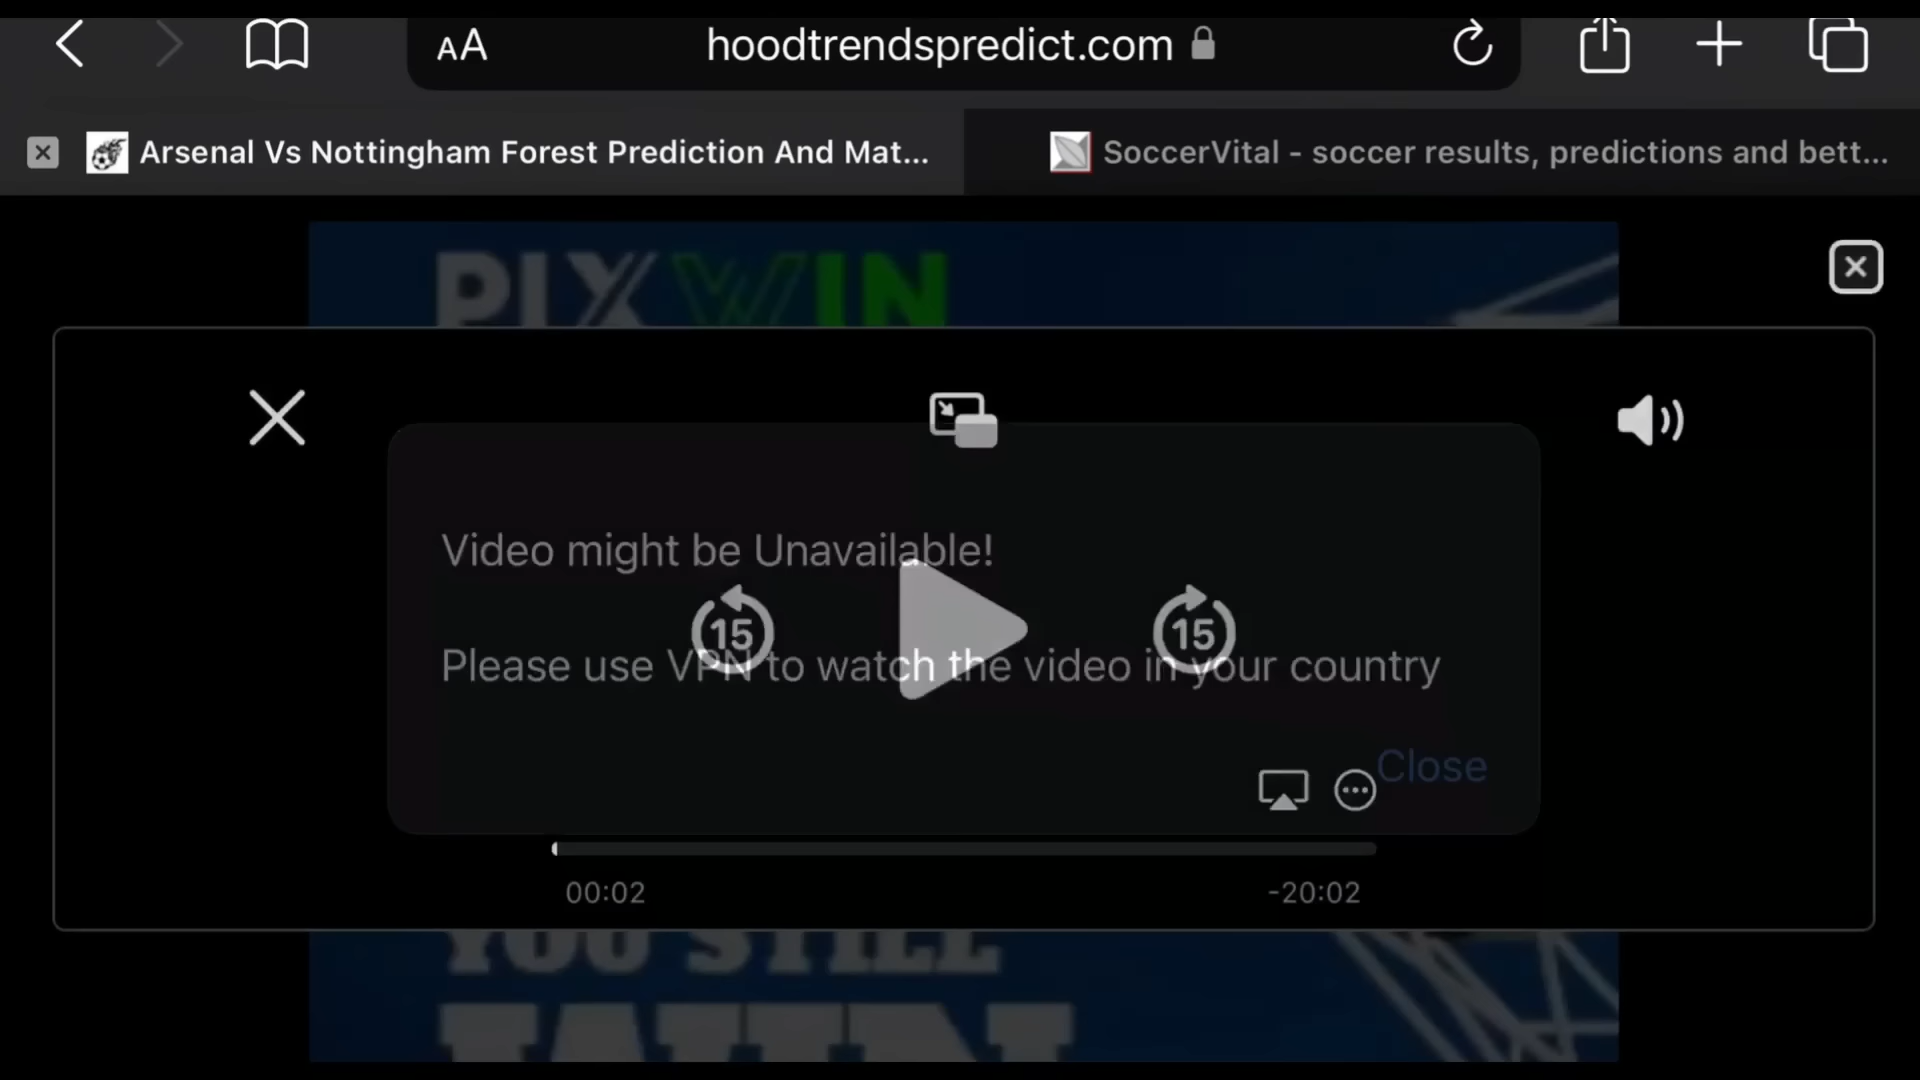 AA hoodtrendspredict.com
Arsenal Vs Nottingham Forest Prediction And Mat... SoccerVital - soccer results, predictions and bett...
PIXWIN
Video might be Unavailable!
15 15
Please use VPN to watch the video in your country
Close
00:02 -20:02
YOU STILL